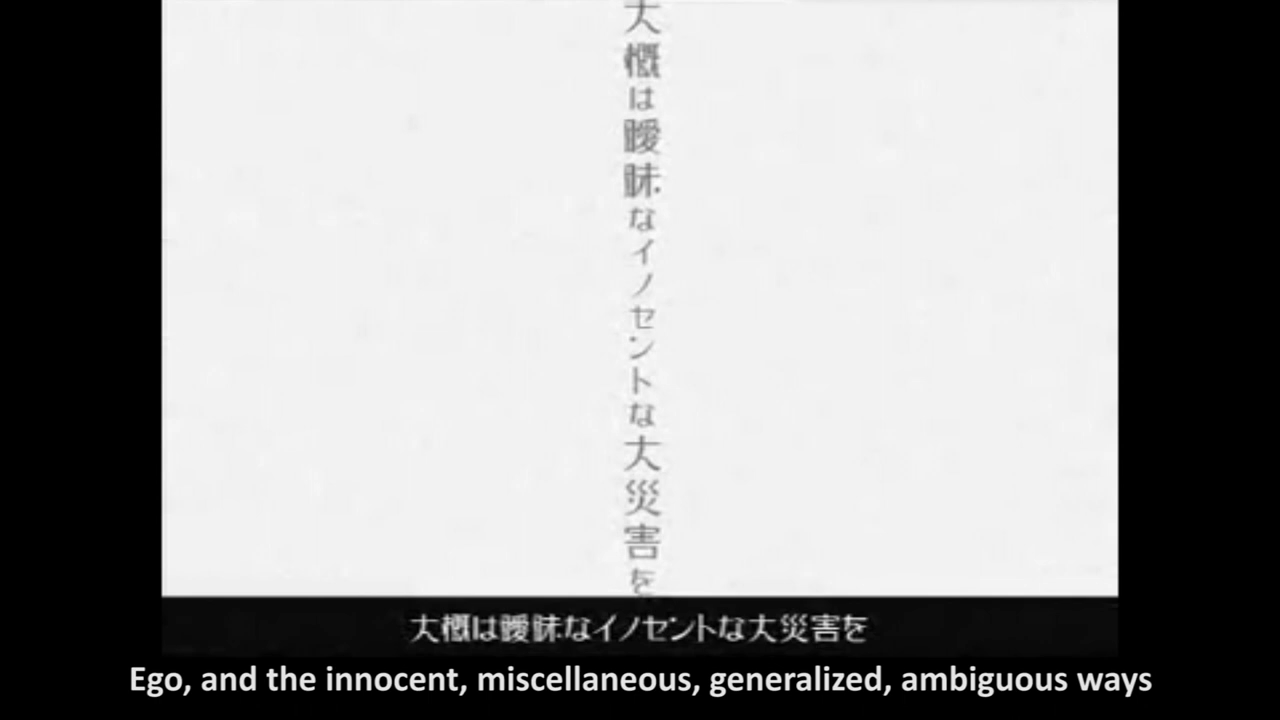 大概は曖昧なイノセントな大災害を
大概は曖昧なイノセントな大災害を
Ego, and the innocent, miscellaneous, generalized, ambiguous ways